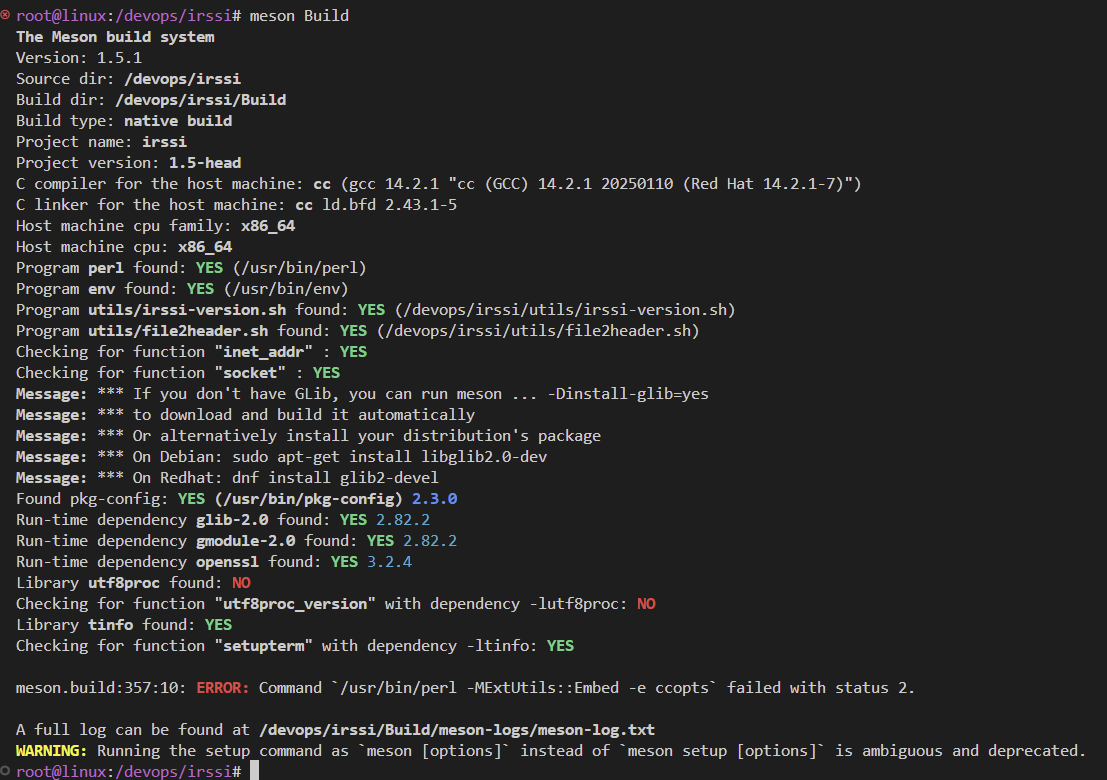 root@linux:/devops/irssi# meson Build
The Meson build system
Version: 1.5.1
Source dir: /devops/irssi
Build dir: /devops/irssi/Build
Build type: native build
Project name: irssi
Project version: 1.5-head
C compiler for the host machine: cc (gcc 14.2.1 "cc (GCC) 14.2.1 20250110 (Red Hat 14.2.1-7)")
C linker for the host machine: cc ld.bfd 2.43.1-5
Host machine cpu family: x86_64
Host machine cpu: x86_64
Program perl found: YES (/usr/bin/perl)
Program env found: YES (/usr/bin/env)
Program utils/irssi-version.sh found: YES (/devops/irssi/utils/irssi-version.sh)
Program utils/file2header.sh found: YES (/devops/irssi/utils/file2header.sh)
Checking for function "inet_addr" : YES
Checking for function "socket" : YES
Message: *** If you don't have GLib, you can run meson ... -Dinstall-glib=yes
Message: *** to download and build it automatically
Message: *** Or alternatively install your distribution's package
Message: *** On Debian: sudo apt-get install libglib2.0-dev
Message: *** On Redhat: dnf install glib2-devel
Found pkg-config: YES (/usr/bin/pkg-config) 2.3.0
Run-time dependency glib-2.0 found: YES 2.82.2
Run-time dependency gmodule-2.0 found: YES 2.82.2
Run-time dependency openssl found: YES 3.2.4
Library utf8proc found: NO
Checking for function "utf8proc_version" with dependency -lutf8proc: NO
Library tinfo found: YES
Checking for function "setupterm" with dependency -ltinfo: YES
meson.build:357:10: ERROR: Command `/usr/bin/perl -MExtUtils::Embed -e ccopts` failed with status 2.
A full log can be found at /devops/irssi/Build/meson-logs/meson-log.txt
WARNING: Running the setup command as `meson [options]` instead of `meson setup [options]` is ambiguous and deprecated.
root@linux:/devops/irssi#